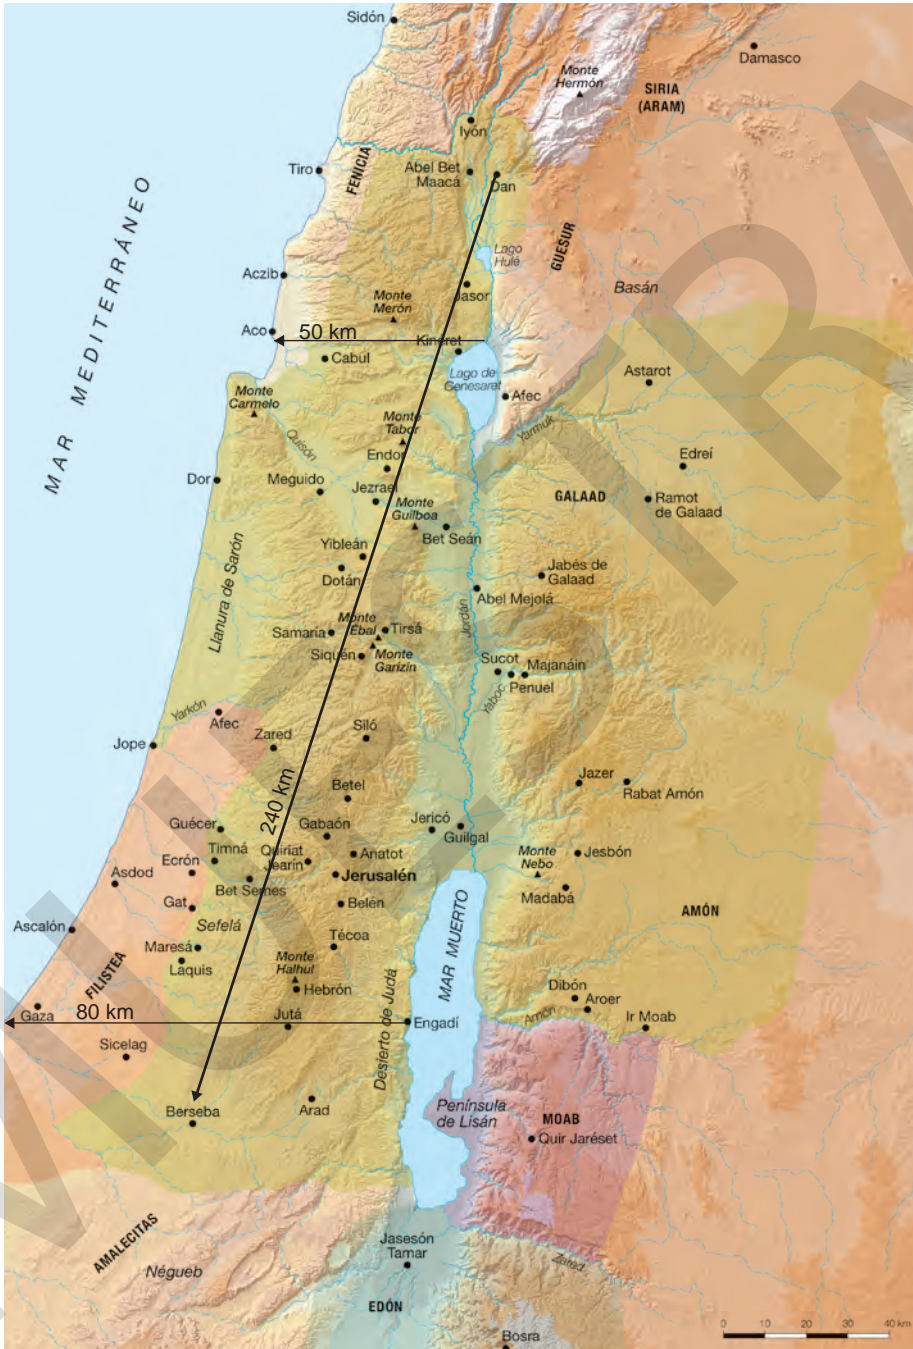 Sidón
Damasco
Monte
Hermón
SIRIA
(ARAM)
Iyón
Tiro
FENICIA
Abel Bet
Maacá
Dan
MAR MEDITERRÁNEO
GUESUR
Lago
Hulé
Aczib
Basán
Jasor
Monte
Merón
Aco
50 km
Kinéret
Cabul
Lago de
Genesaret
Astarot
Afec
Monte
Carmelo
Monte
Tabor
Yarmuk
Quisón
Endor
Edreí
Dor
Meguido
Jezrael
GALAAD
Ramot
de Galaad
Monte
Guilboa
Bet Seán
Llanura de Sarón
Yibleán
Dotán
Jabés de
Galaad
Abel Mejolá
Jordán
Samaría
Monte
Ebal
Tirsá
Siquén
Monte
Garizín
Sucot
Majanáin
Penuel
Yaboc
Yarkón
Afec
Siló
Jope
Zared
240 km
Jazer
Rabat Amón
Betel
Guécer
Gabaón
Jericó
Guilgal
Timná
Quiriat
Jearín
Anatot
Monte
Nebo
Jesbón
Ecrón
Asdod
Bet Semes
Jerusalén
Madabá
Gat
Belén
AMÓN
Sefelá
Ascalón
Técoa
MAR MUERTO
Maresá
Laquis
FILISTEA
Monte
Halhul
Hebrón
Desierto de Judá
Dibón
Aroer
Gaza
80 km
Jutá
Engadí
Arnón
Ir Moab
Sicelag
Berseba
Arad
Península
de Lisán
MOAB
Quir Jaréset
AMALECITAS
Négueb
Jasesón
Tamar
Zared
EDÓN
Bosra
0 10 20 30 40 km
MUESTRA